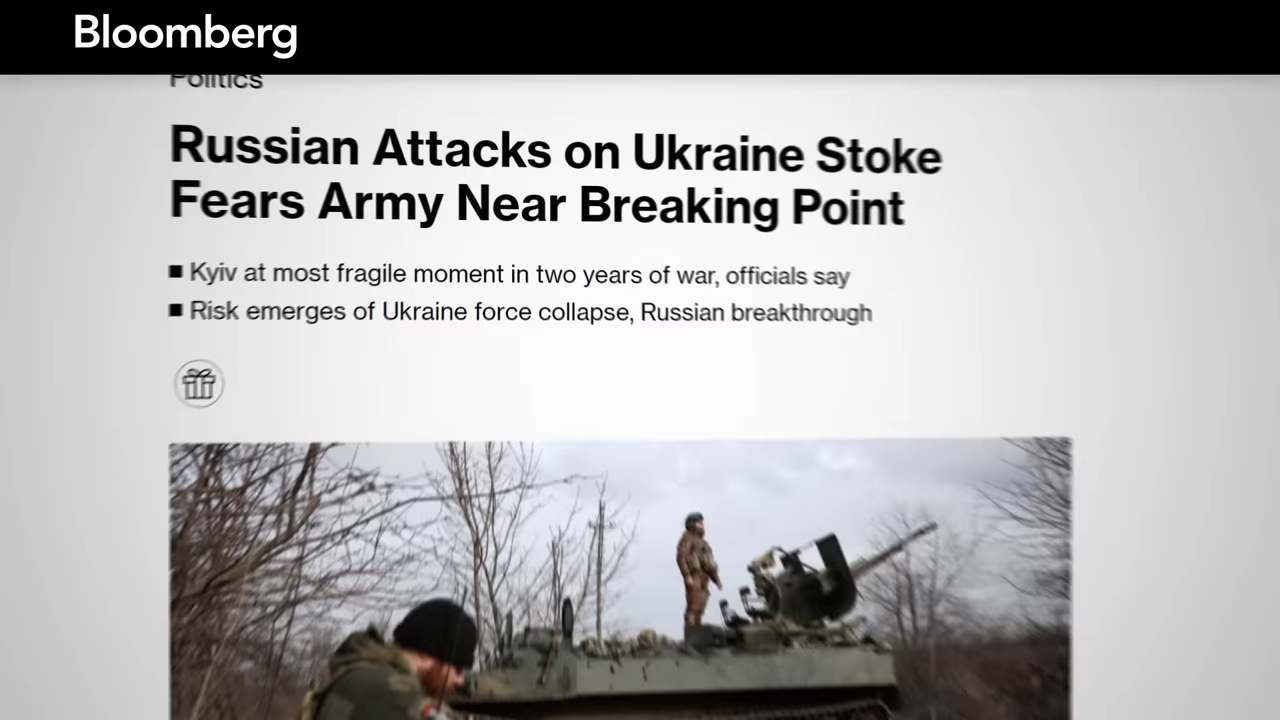 Bloomberg
Politics
Russian Attacks on Ukraine Stoke
Fears Army Near Breaking Point
Kyiv at most fragile moment in two years of war, officials say
Risk emerges of Ukraine force collapse, Russian breakthrough